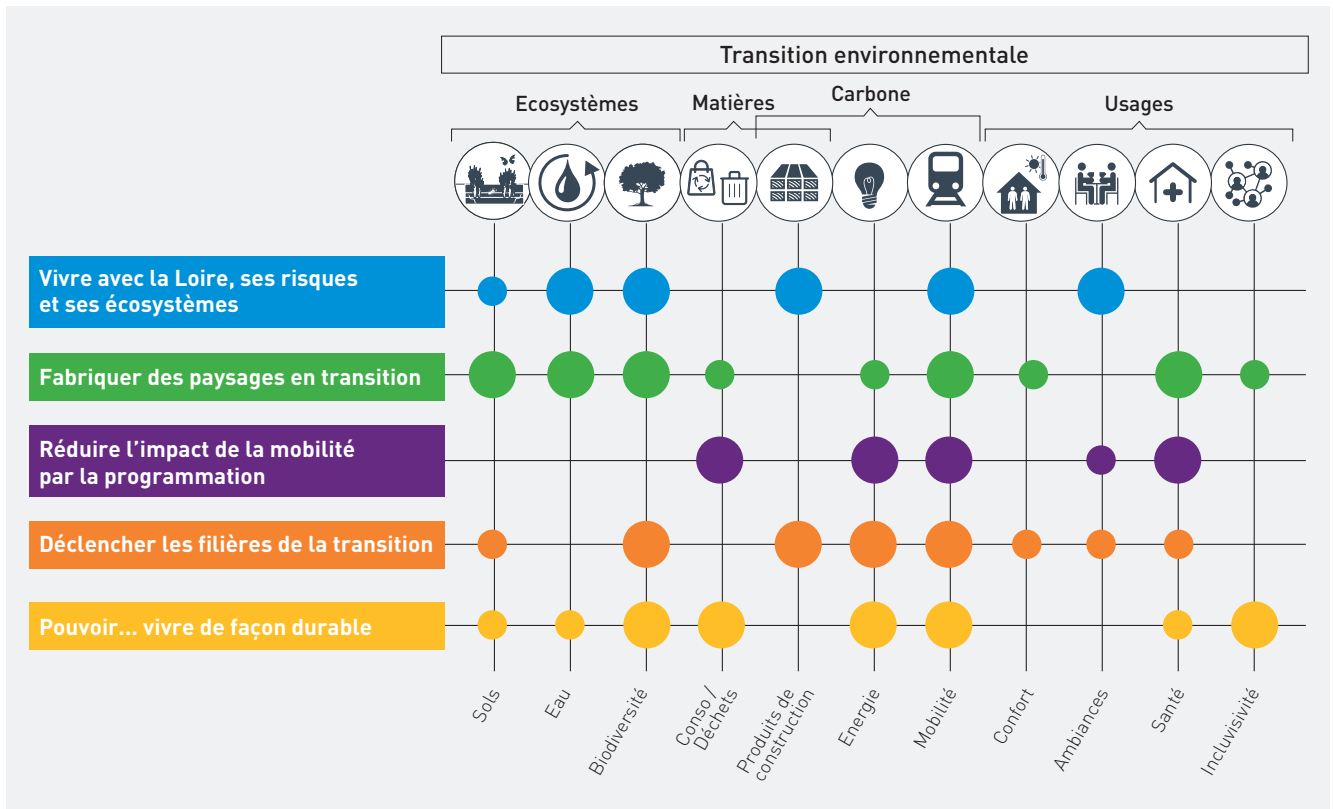 Transition environnementale
Ecosystèmes
Matières
Carbone
Usages
Vivre avec la Loire, ses risques
et ses écosystèmes
Fabriquer des paysages en transition
Réduire l'impact de la mobilité
par la programmation
Déclencher les filières de la transition
Pouvoir... vivre de façon durable
Sols
Eau
Biodiversité
Conso /
Déchets
Produits de
construction
Energie
Mobilité
Confort
Ambiances
Santé
Incluvisivité